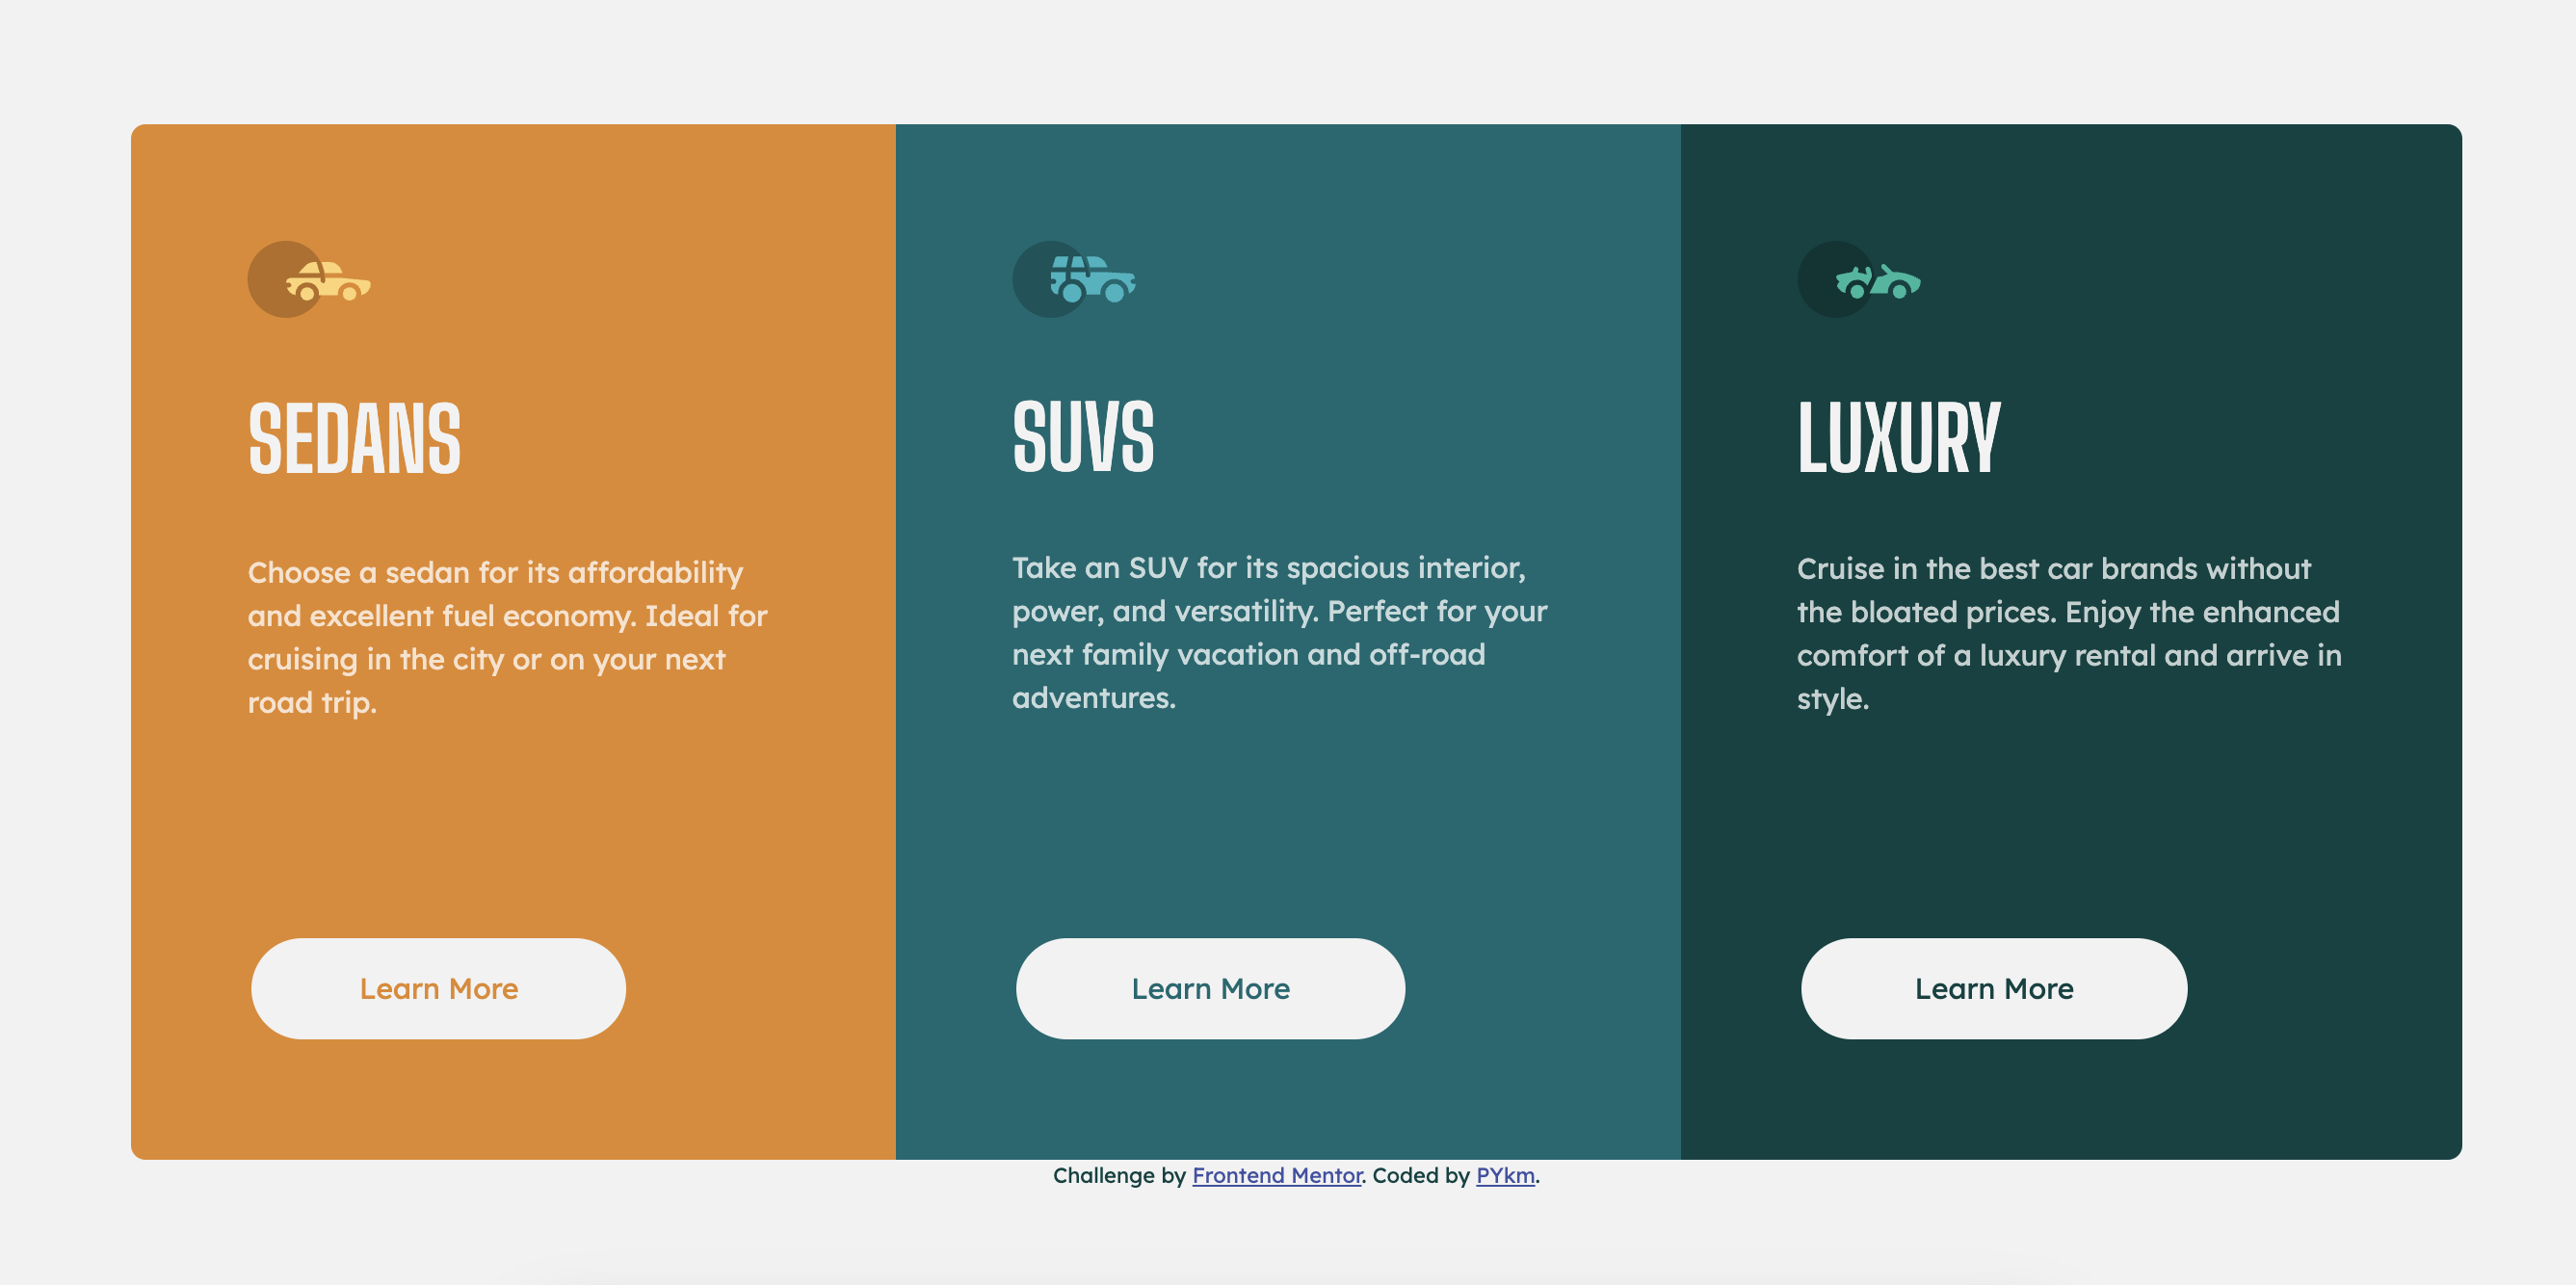 SEDANS
Choose a sedan for its affordability
and excellent fuel economy. Ideal for
cruising in the city or on your next
road trip.
Learn More
SUVS
Take an SUV for its spacious interior,
power, and versatility. Perfect for your
next family vacation and off-road
adventures.
Learn More
LUXURY
Cruise in the best car brands without
the bloated prices. Enjoy the enhanced
comfort of a luxury rental and arrive in
style.
Learn More
Challenge by Frontend Mentor. Coded by PYkm.